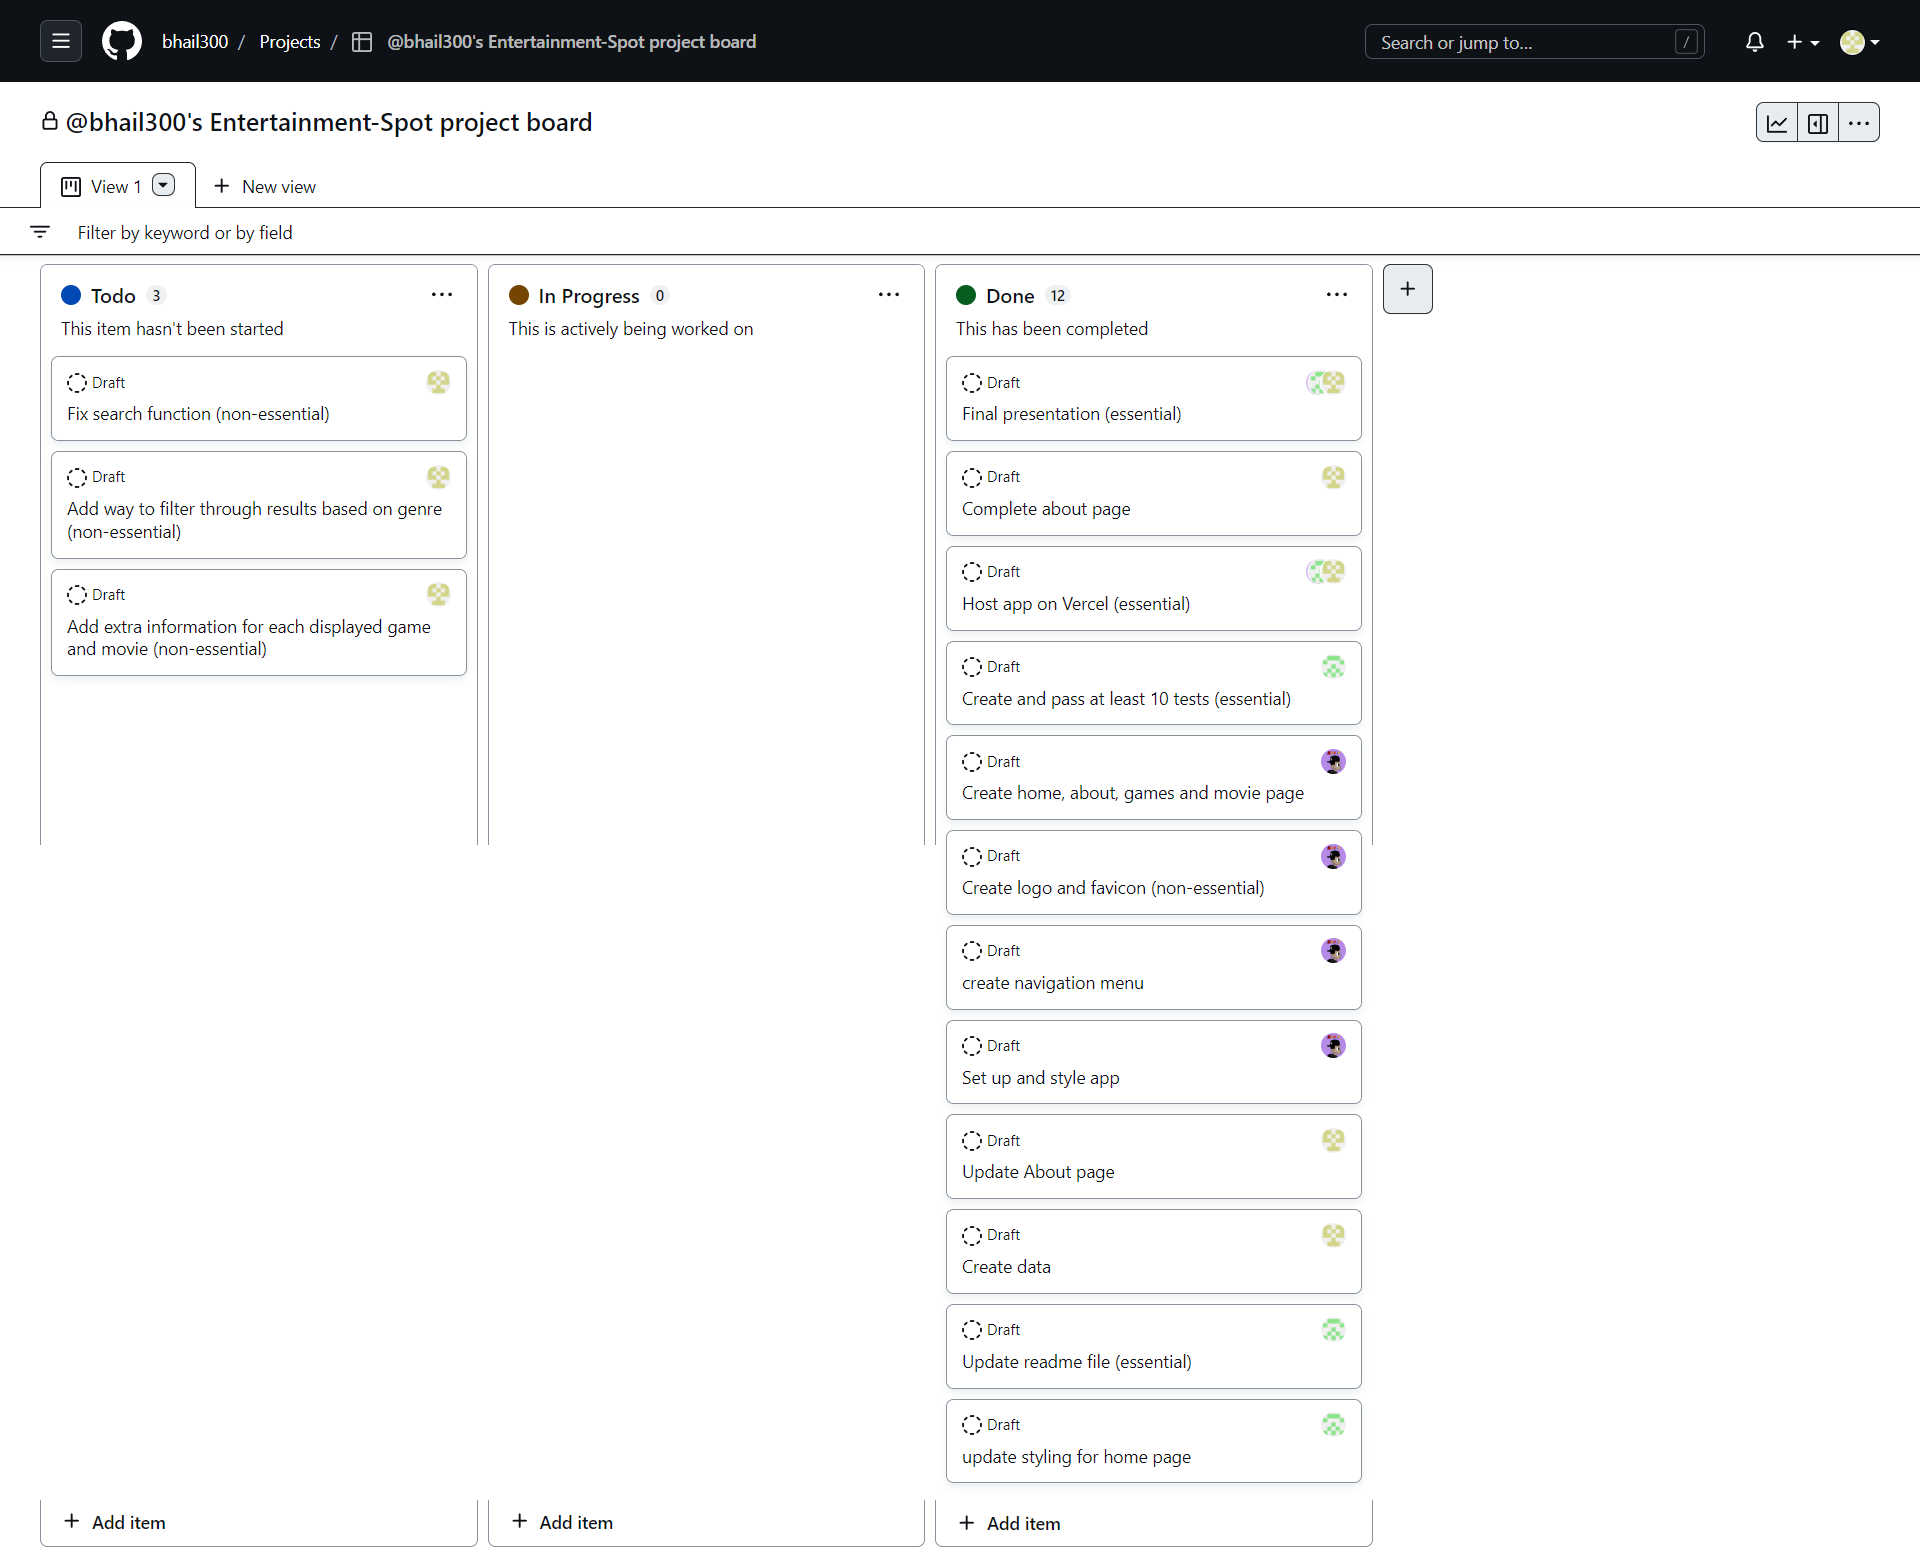 bhail300 / Projects / @bhail300's Entertainment-Spot project board
Search or jump to... /
@bhail300's Entertainment-Spot project board
View 1
New view
Filter by keyword or by field
Todo 3
This item hasn't been started
Draft
Fix search function (non-essential)
Draft
Add way to filter through results based on genre
(non-essential)
Draft
Add extra information for each displayed game
and movie (non-essential)
Add item
In Progress 0
This is actively being worked on
Add item
Done 12
This has been completed
Draft
Final presentation (essential)
Draft
Complete about page
Draft
Host app on Vercel (essential)
Draft
Create and pass at least 10 tests (essential)
Draft
Create home, about, games and movie page
Draft
Create logo and favicon (non-essential)
Draft
create navigation menu
Draft
Set up and style app
Draft
Update About page
Draft
Create data
Draft
Update readme file (essential)
Draft
update styling for home page
Add item